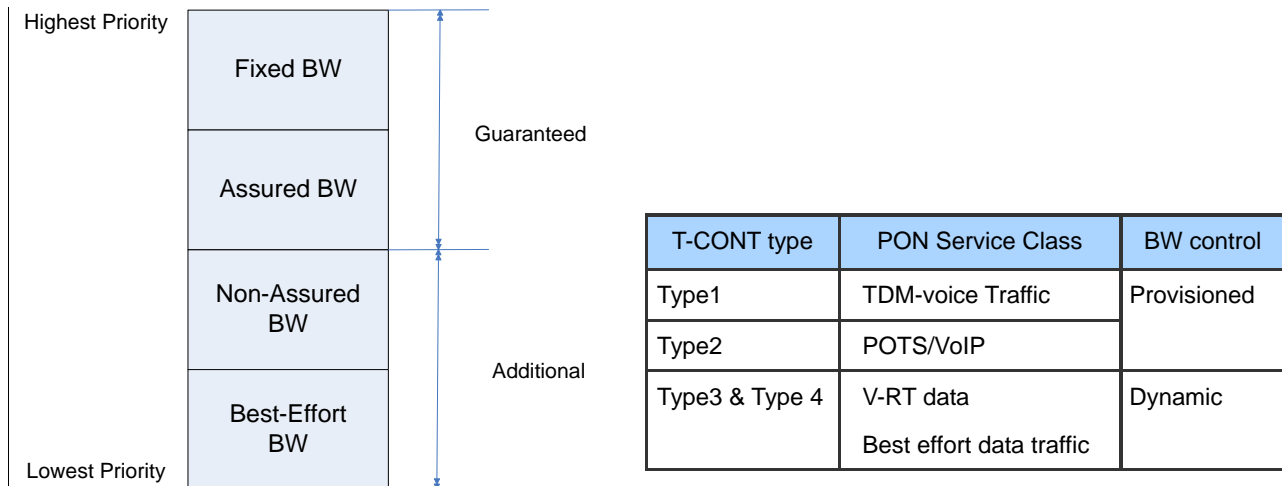 Highest Priority
Fixed BW
Guaranteed
Assured BW
Non-Assured
BW
Additional
Best-Effort
BW
Lowest Priority
T-CONT type PON Service Class BW control
Type1 TDM-voice Traffic Provisioned
Type2 POTS/VoIP
Type3 & Type 4 V-RT data Dynamic
Best effort data traffic